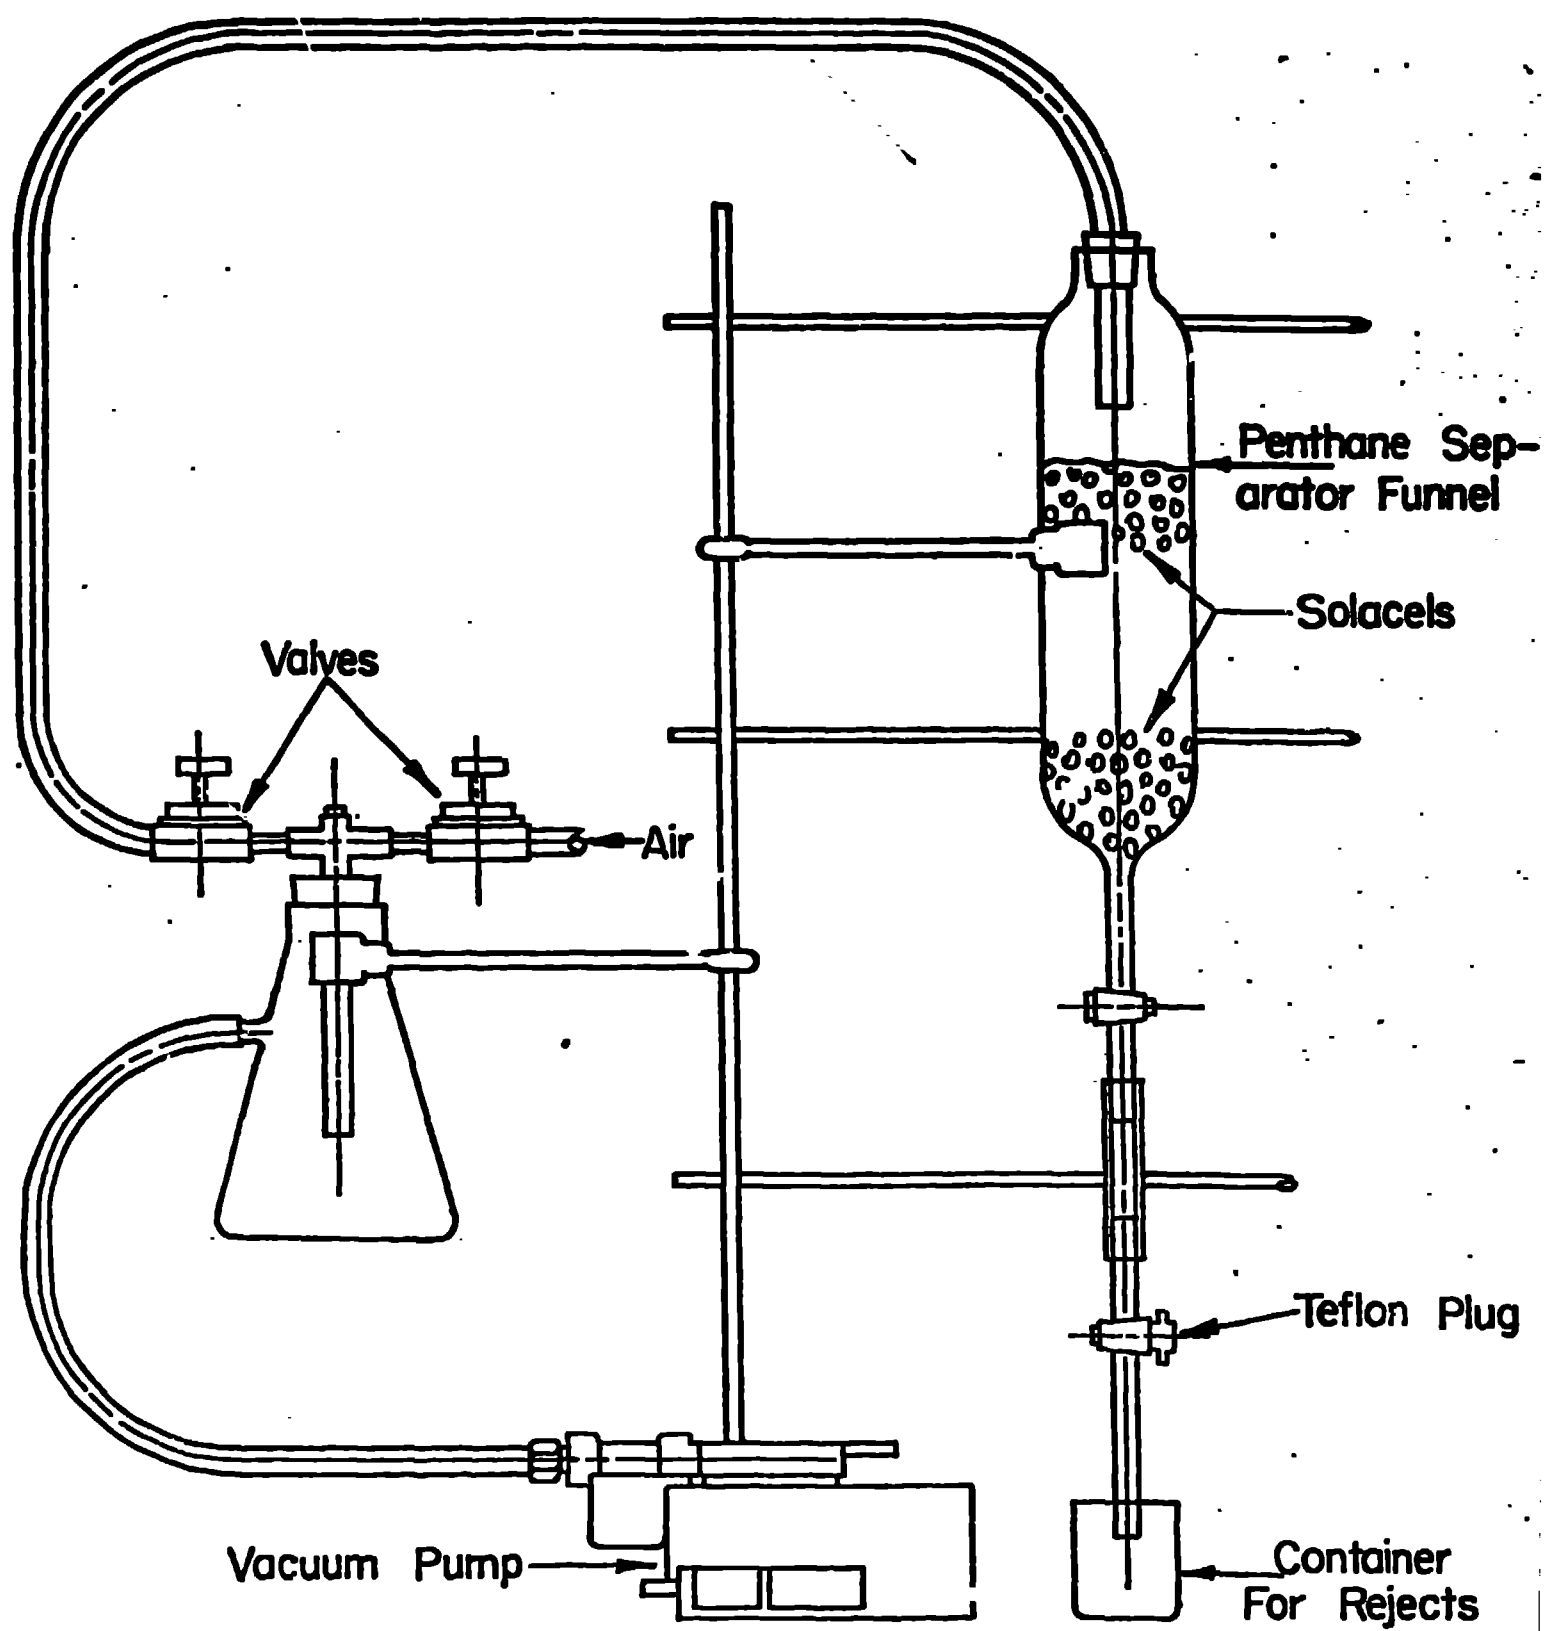 Penthane Sep-
arator Funnel
Solacels
Valves
Air
Teflon Plug
Vacuum Pump
Container
For Rejects